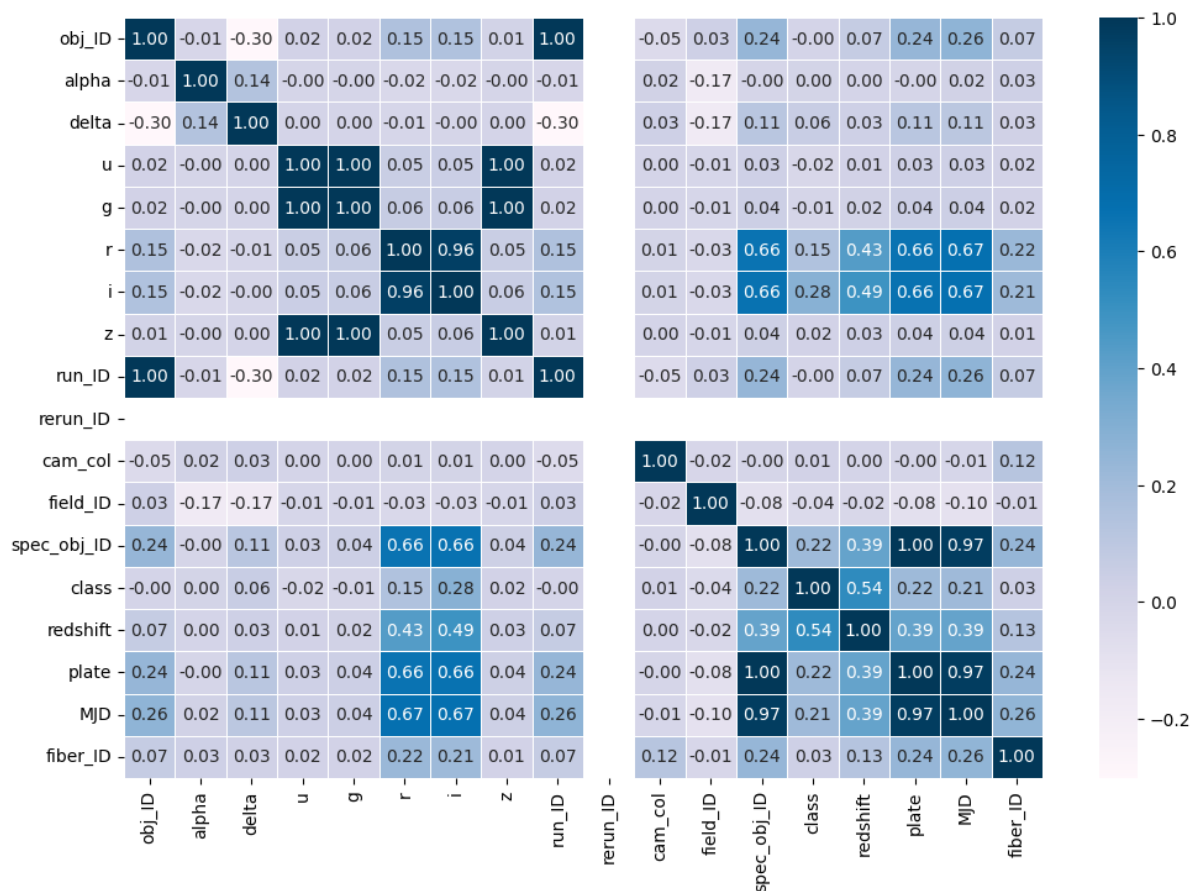 obj_ID 1.00 -0.01 -0.30 0.02 0.02 0.15 0.15 0.01 1.00 -0.05 0.03 0.24 -0.00 0.07 0.24 0.26 0.07
alpha -0.01 1.00 0.14 -0.00 -0.00 -0.02 -0.02 -0.00 -0.01 0.02 -0.17 -0.00 0.00 0.00 -0.00 0.02 0.03
delta -0.30 0.14 1.00 0.00 0.00 -0.01 -0.00 0.00 -0.30 0.03 -0.17 0.11 0.06 0.03 0.11 0.11 0.03
u 0.02 -0.00 0.00 1.00 1.00 0.05 0.05 1.00 0.02 0.00 -0.01 0.03 -0.02 0.01 0.03 0.03 0.02
g 0.02 -0.00 0.00 1.00 1.00 0.06 0.06 1.00 0.02 0.00 -0.01 0.04 -0.01 0.02 0.04 0.04 0.02
r 0.15 -0.02 -0.01 0.05 0.06 1.00 0.96 0.05 0.15 0.01 -0.03 0.66 0.15 0.43 0.66 0.67 0.22
i 0.15 -0.02 -0.00 0.05 0.06 0.96 1.00 0.06 0.15 0.01 -0.03 0.66 0.28 0.49 0.66 0.67 0.21
z 0.01 -0.00 0.00 1.00 1.00 0.05 0.06 1.00 0.01 0.00 -0.01 0.04 0.02 0.03 0.04 0.04 0.01
run_ID 1.00 -0.01 -0.30 0.02 0.02 0.15 0.15 0.01 1.00 -0.05 0.03 0.24 -0.00 0.07 0.24 0.26 0.07
rerun_ID
cam_col -0.05 0.02 0.03 0.00 0.00 0.01 0.01 0.00 -0.05 1.00 -0.02 -0.00 0.01 0.00 -0.00 -0.01 0.12
field_ID 0.03 -0.17 -0.17 -0.01 -0.01 -0.03 -0.03 -0.01 0.03 -0.02 1.00 -0.08 -0.04 -0.02 -0.08 -0.10 -0.01
spec_obj_ID 0.24 -0.00 0.11 0.03 0.04 0.66 0.66 0.04 0.24 -0.00 -0.08 1.00 0.22 0.39 1.00 0.97 0.24
class -0.00 0.00 0.06 -0.02 -0.01 0.15 0.28 0.02 -0.00 0.01 -0.04 0.22 1.00 0.54 0.22 0.21 0.03
redshift 0.07 0.00 0.03 0.01 0.02 0.43 0.49 0.03 0.07 0.00 -0.02 0.39 0.54 1.00 0.39 0.39 0.13
plate 0.24 -0.00 0.11 0.03 0.04 0.66 0.66 0.04 0.24 -0.00 -0.08 1.00 0.22 0.39 1.00 0.97 0.24
MJD 0.26 0.02 0.11 0.03 0.04 0.67 0.67 0.04 0.26 -0.01 -0.10 0.97 0.21 0.39 0.97 1.00 0.26
fiber_ID 0.07 0.03 0.03 0.02 0.02 0.22 0.21 0.01 0.07 0.12 -0.01 0.24 0.03 0.13 0.24 0.26 1.00
obj_ID alpha delta u g r i z run_ID rerun_ID cam_col field_ID spec_obj_ID class redshift plate MJD fiber_ID
1.0
0.8
0.6
0.4
0.2
0.0
−0.2